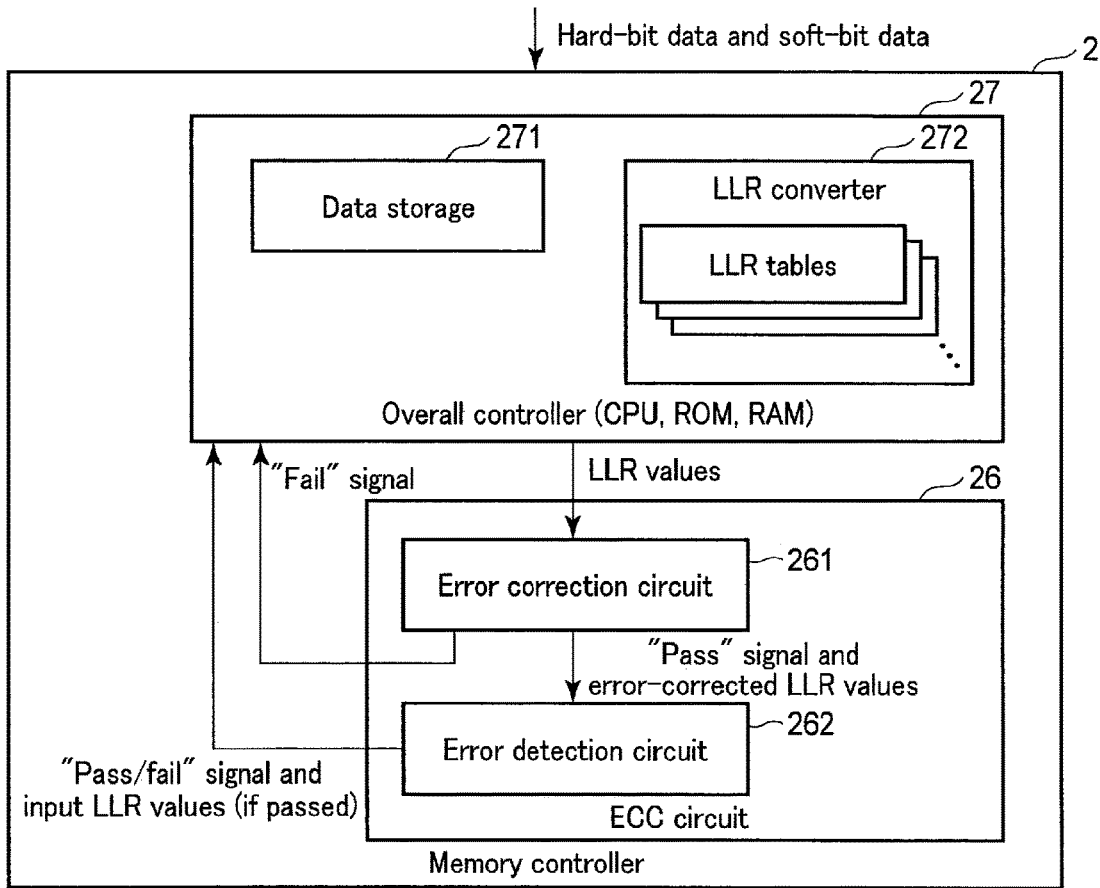 Hard-bit data and soft-bit data
2
27
271
272
Data storage
LLR converter
LLR tables
Overall controller (CPU, ROM, RAM)
"Fail" signal
LLR values
26
Error correction circuit
261
"Pass" signal and
error-corrected LLR values
Error detection circuit
262
"Pass/fail" signal and
input LLR values (if passed)
ECC circuit
Memory controller